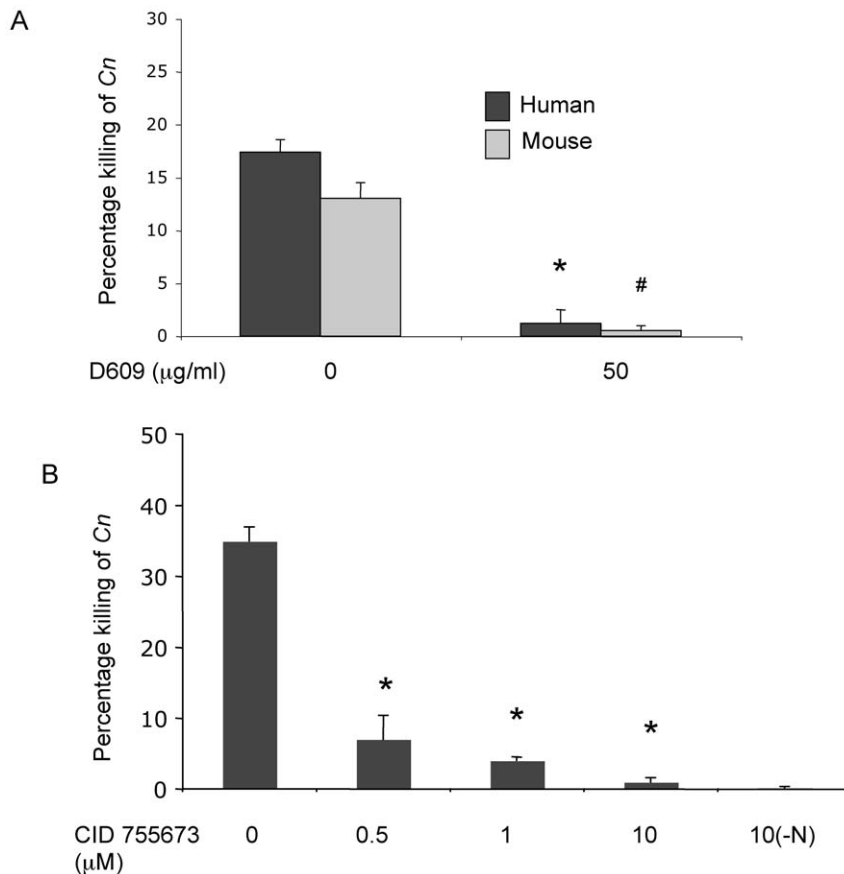 A
Percentage killing of Cn
30
25
20
15
10
5
0
Human
Mouse
*
#
D609 (μg/ml)
0
50
B
Percentage killing of Cn
50
40
30
20
10
0
*
*
*
CID 755673
(μM)
0
0.5
1
10
10(-N)